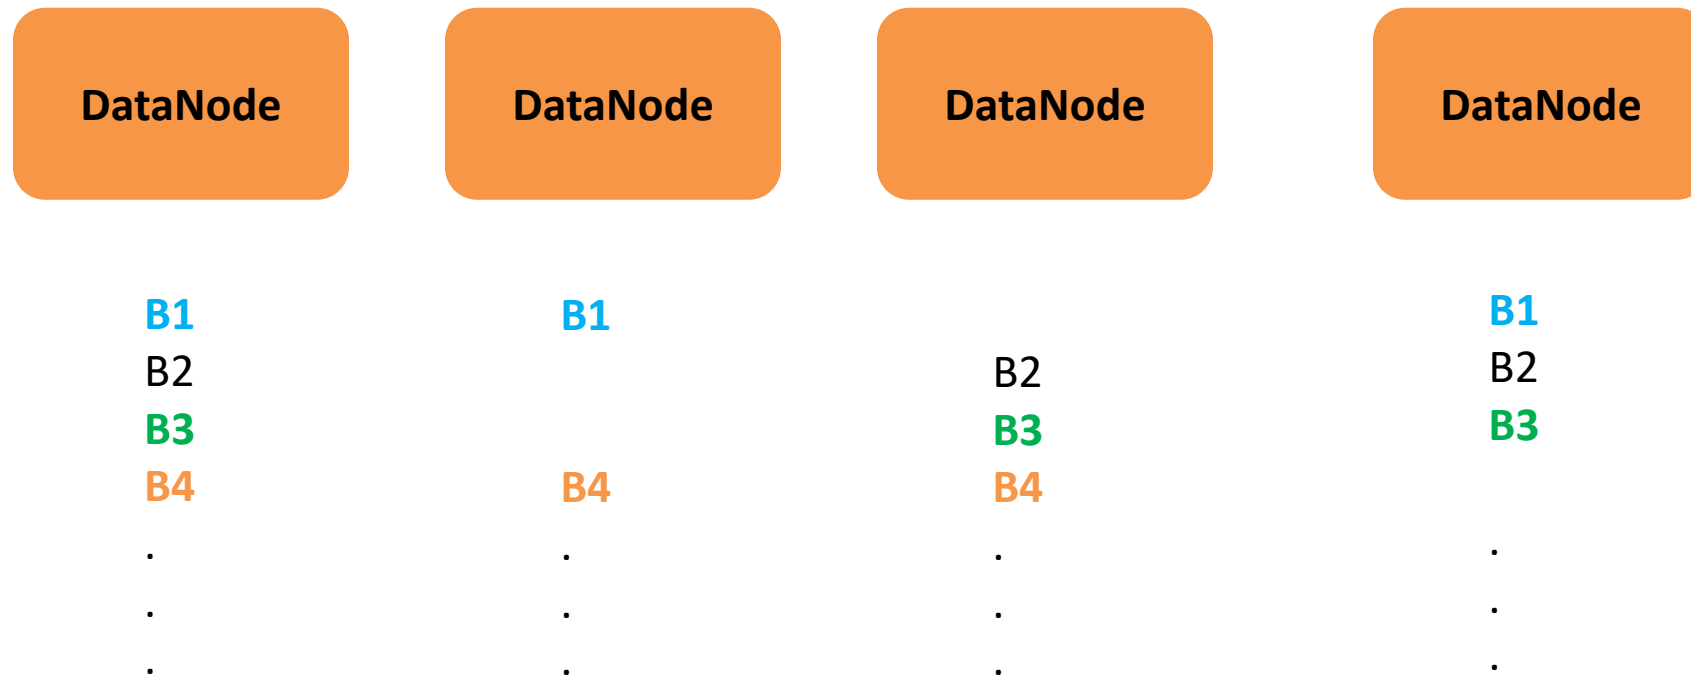 DataNode DataNode DataNode DataNode
B1 B1 B1
B2 B2 B2
B3 B3 B3
B4 B4 B4
. . . .
. . . .
. . . .